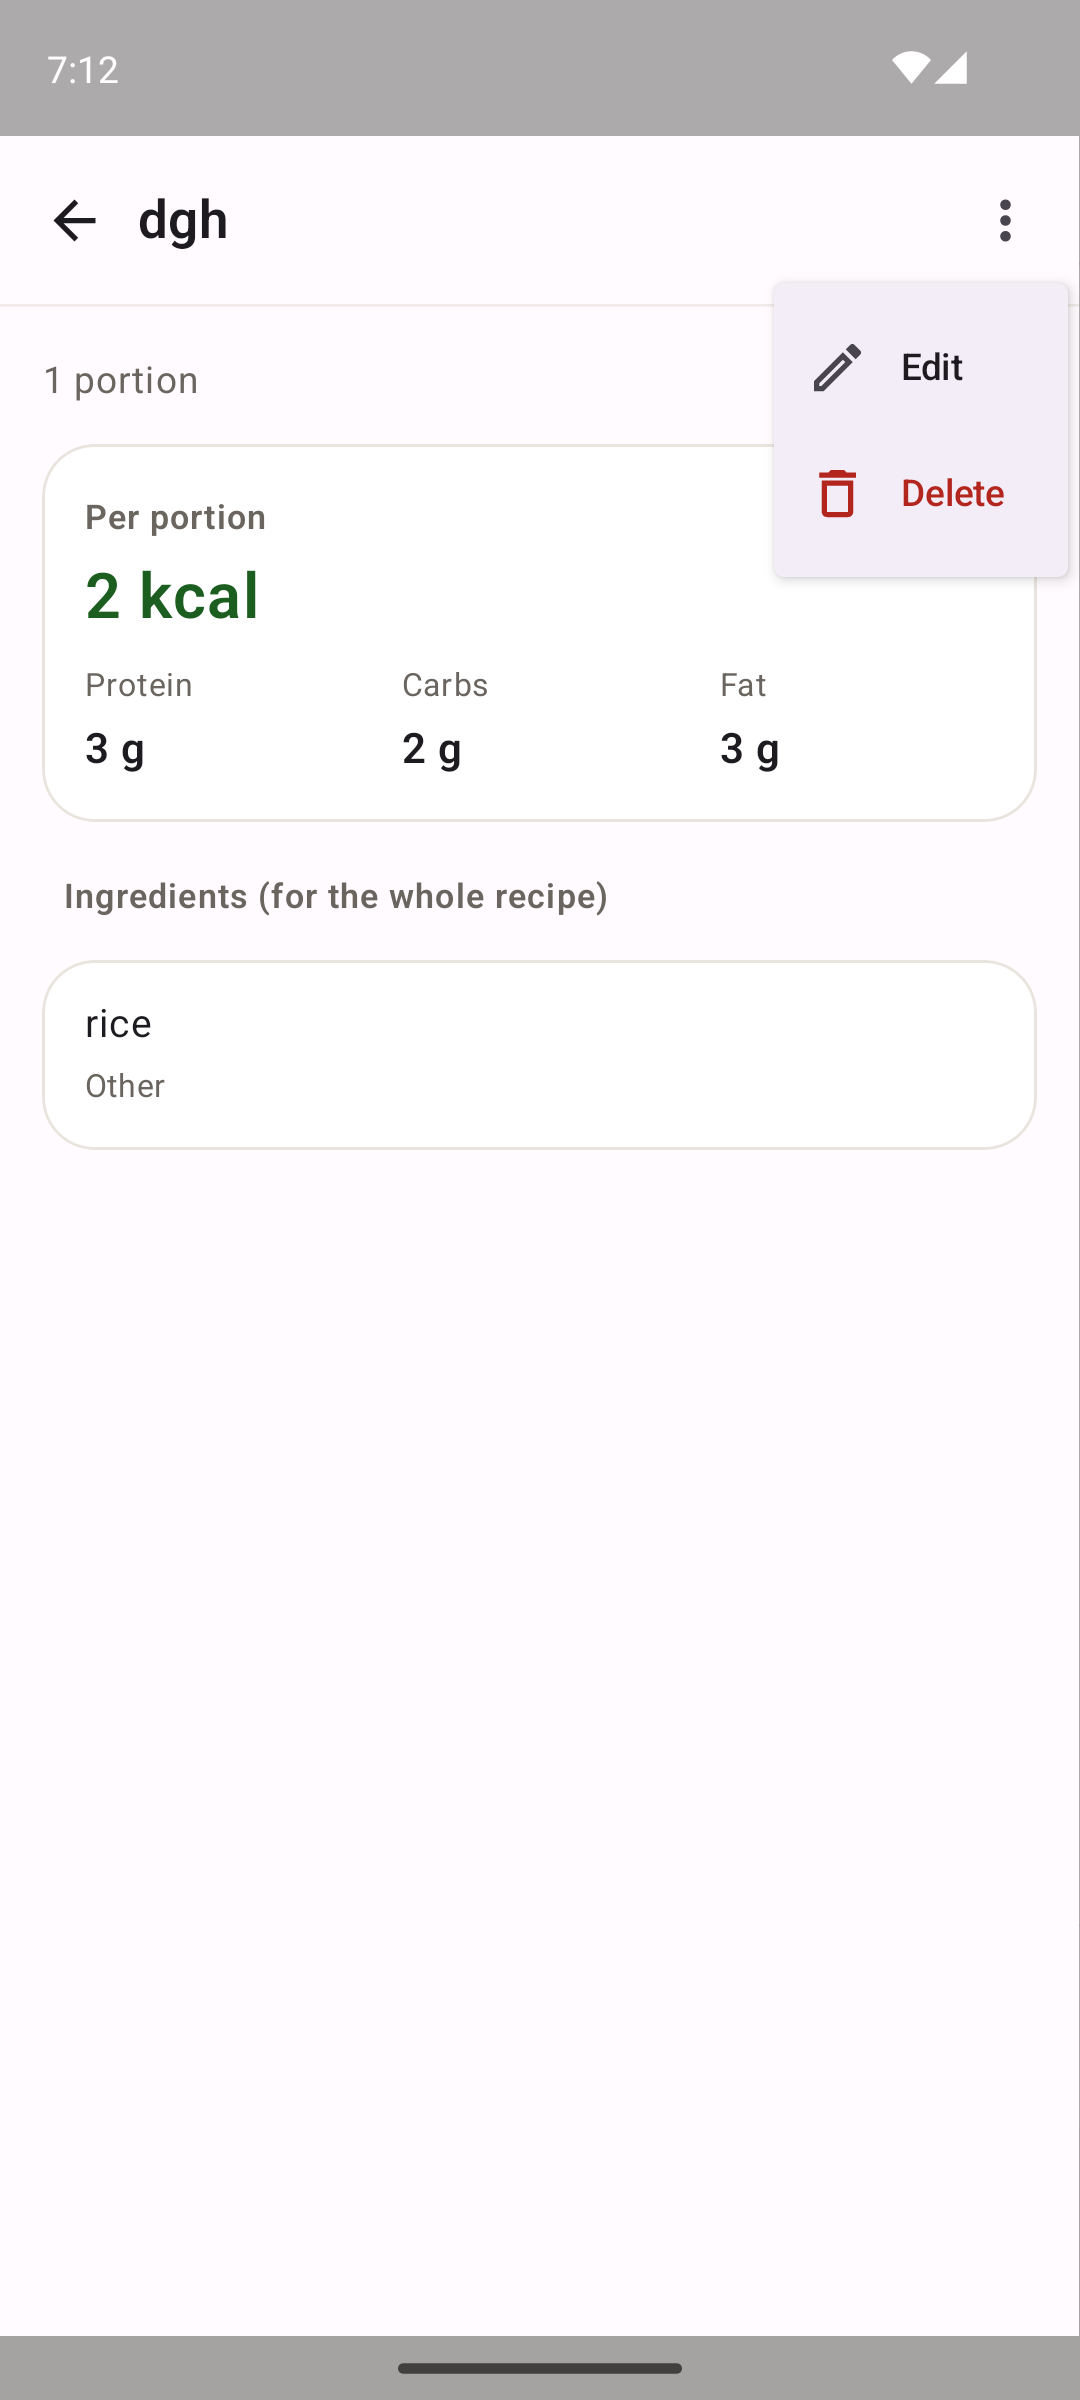 7:12
dgh
Edit
Delete
1 portion
Per portion
2 kcal
Protein Carbs Fat
3 g 2 g 3 g
Ingredients (for the whole recipe)
rice
Other